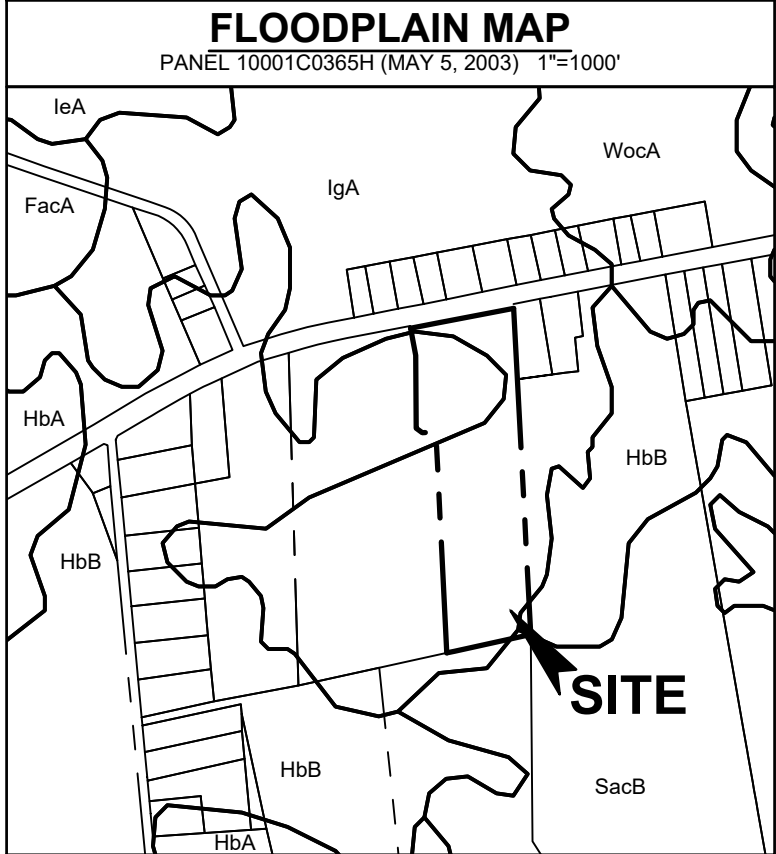 FLOODPLAIN MAP
PANEL 10001C0365H (MAY 5, 2003) 1"=1000'
IeA
WocA
IgA
FacA
HbA
HbB
HbB
SITE
HbB
SacB
HbA